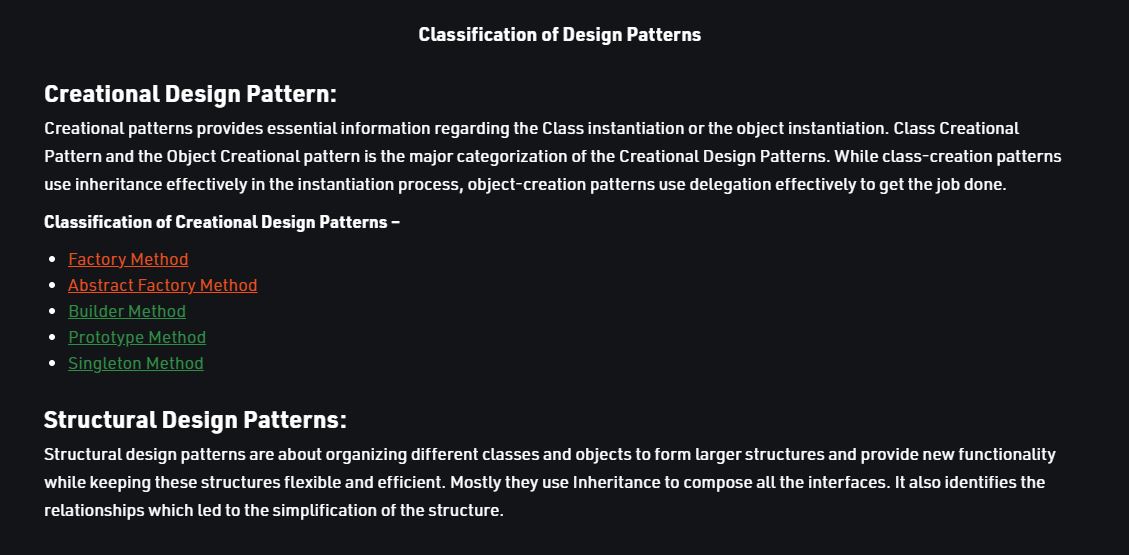 Classification of Design Patterns
Creational Design Pattern:
Creational patterns provides essential information regarding the Class instantiation or the object instantiation. Class Creational
Pattern and the Object Creational pattern is the major categorization of the Creational Design Patterns. While class-creation patterns
use inheritance effectively in the instantiation process, object-creation patterns use delegation effectively to get the job done.
Classification of Creational Design Patterns –
• Factory Method
• Abstract Factory Method
• Builder Method
• Prototype Method
• Singleton Method
Structural Design Patterns:
Structural design patterns are about organizing different classes and objects to form larger structures and provide new functionality
while keeping these structures flexible and efficient. Mostly they use Inheritance to compose all the interfaces. It also identifies the
relationships which led to the simplification of the structure.